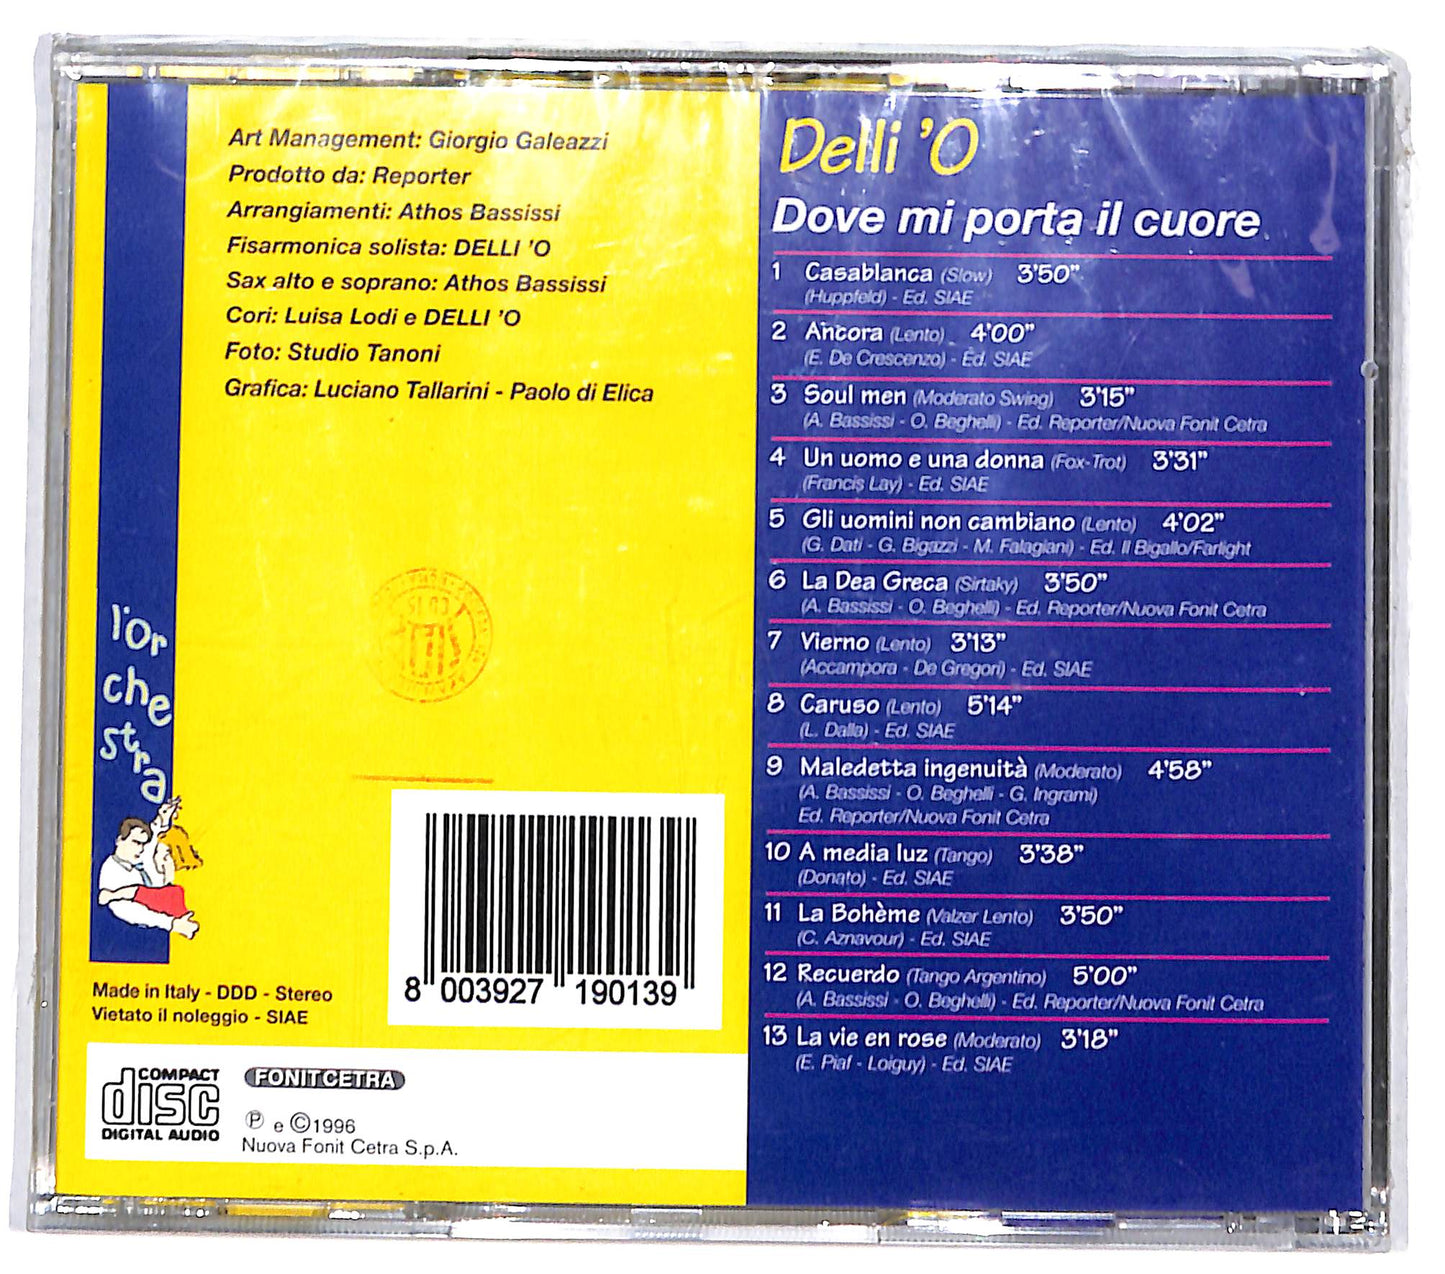 Art Management: Giorgio Galeazzi
Prodotto da: Reporter
Arrangiamenti: Athos Bassissi
Fisarmonica solista: DELLI 'O
Sax alto e soprano: Athos Bassissi
Cori: Luisa Lodi e DELLI 'O
Foto: Studio Tanoni
Grafica: Luciano Tallarini - Paolo di Elica
l'or
che
stra
Made in Italy - DDD - Stereo
Vietato il noleggio - SIAE
8 003927 190139
COMPACT
disc
DIGITAL AUDIO
FONIT CETRA
℗ e ©1996
Nuova Fonit Cetra S.p.A.
Delli 'O
Dove mi porta il cuore
1 Casablanca (Slow) 3'50"
(Huppfeld) - Ed. SIAE
2 Ancora (Lento) 4'00"
(E. De Crescenzo) - Ed. SIAE
3 Soul men (Moderato Swing) 3'15"
(A. Bassissi - O. Beghelli) - Ed. Reporter/Nuova Fonit Cetra
4 Un uomo e una donna (Fox-Trot) 3'31"
(Francis Lay) - Ed. SIAE
5 Gli uomini non cambiano (Lento) 4'02"
(G. Dati - G. Bigazzi - M. Falagiani) - Ed. Il Bigallo/Farlight
6 La Dea Greca (Sirtaky) 3'50"
(A. Bassissi - O. Beghelli) - Ed. Reporter/Nuova Fonit Cetra
7 Vierno (Lento) 3'13"
(Accampora - De Gregori) - Ed. SIAE
8 Caruso (Lento) 5'14"
(L. Dalla) - Ed. SIAE
9 Maledetta ingenuità (Moderato) 4'58"
(A. Bassissi - O. Beghelli - G. Ingrami)
Ed. Reporter/Nuova Fonit Cetra
10 A media luz (Tango) 3'38"
(Donato) - Ed. SIAE
11 La Bohème (Valzer Lento) 3'50"
(C. Aznavour) - Ed. SIAE
12 Recuerdo (Tango Argentino) 5'00"
(A. Bassissi - O. Beghelli) - Ed. Reporter/Nuova Fonit Cetra
13 La vie en rose (Moderato) 3'18"
(E. Piaf - Loiguy) - Ed. SIAE